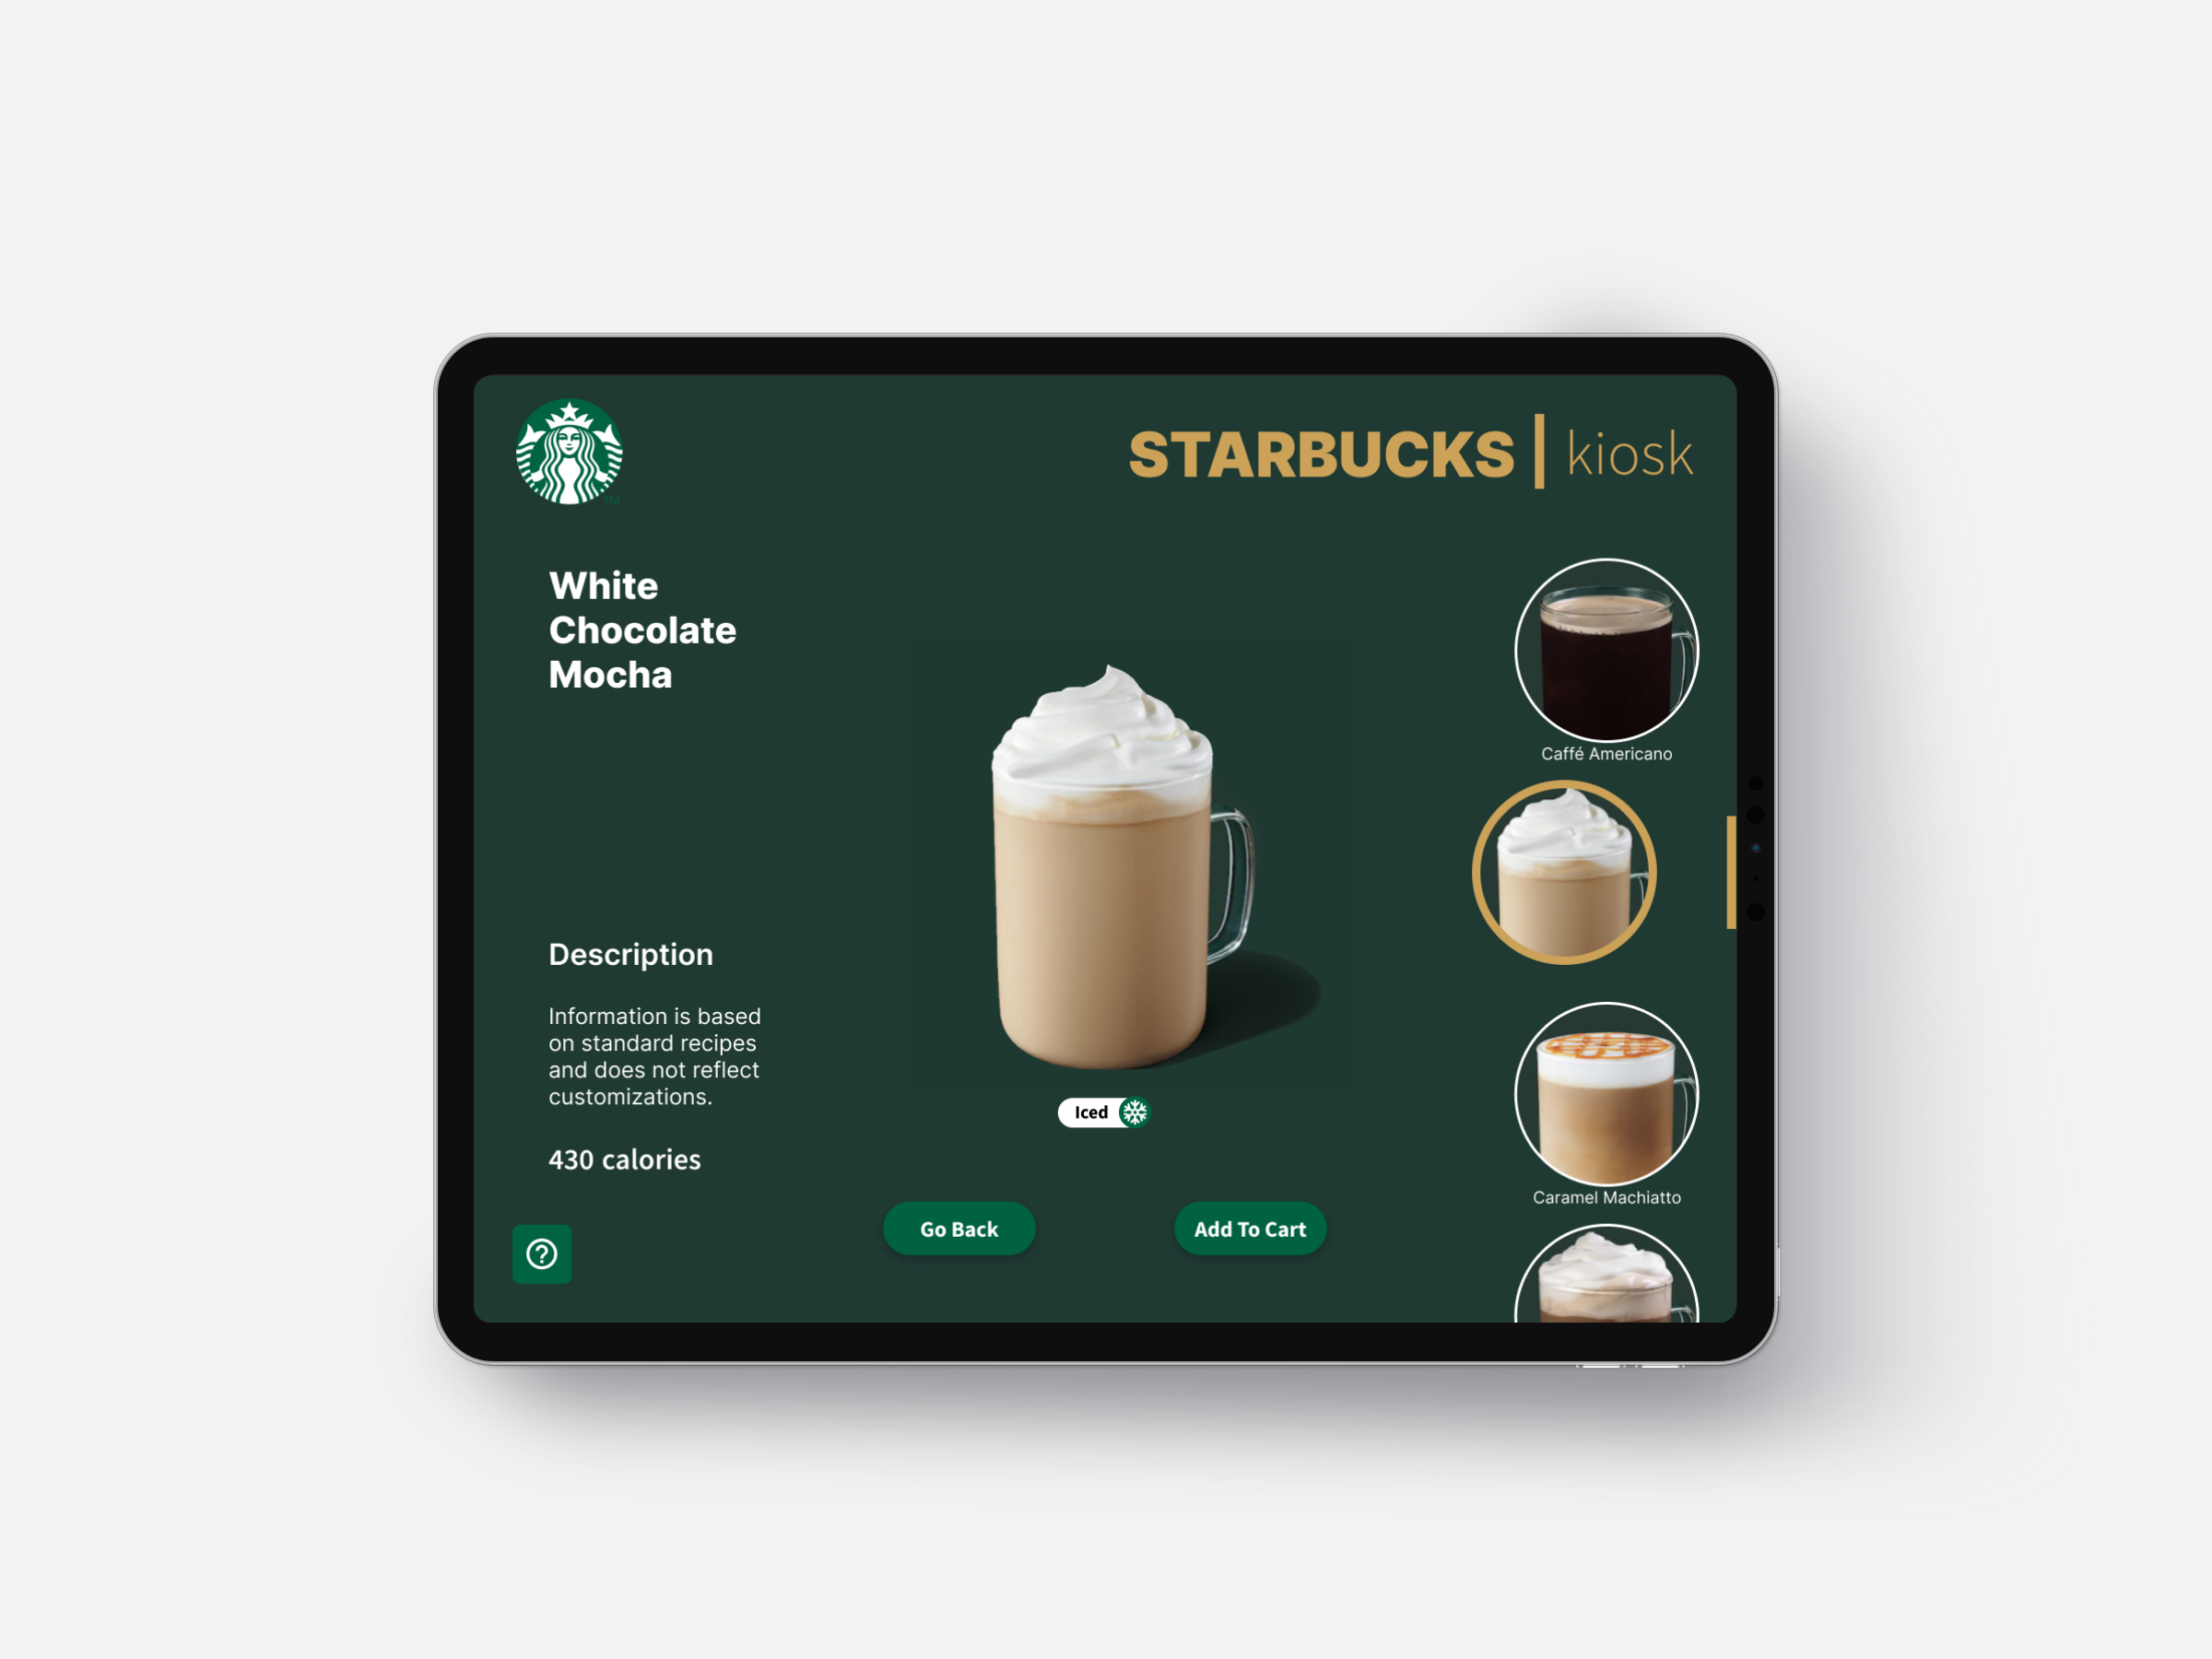 STARBUCKS | kiosk
TM
White
Chocolate
Mocha
Caffé Americano
Description
Information is based
on standard recipes
and does not reflect
customizations.
430 calories
Iced
Caramel Machiatto
Go Back
Add To Cart
?